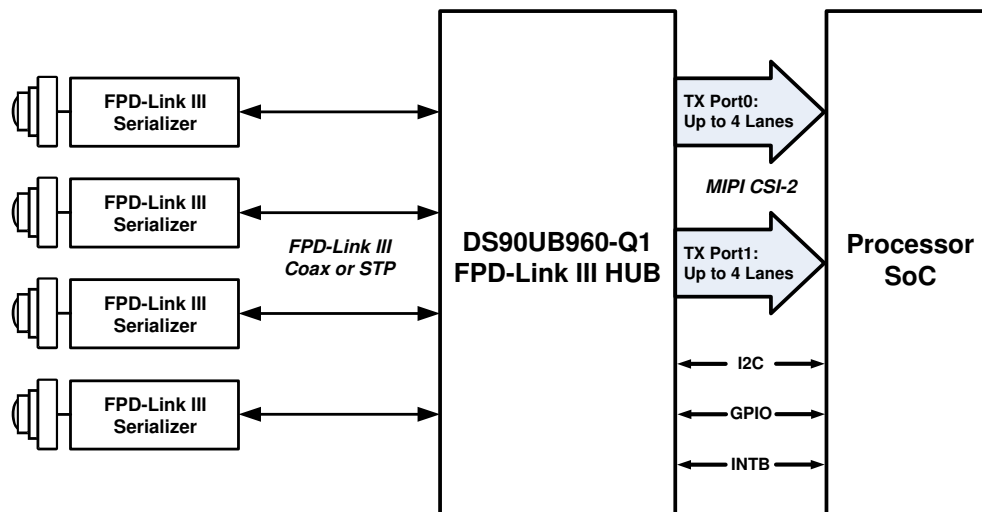 FPD-Link III
Serializer
FPD-Link III
Serializer
FPD-Link III
Serializer
FPD-Link III
Serializer
FPD-Link III
Coax or STP
DS90UB960-Q1
FPD-Link III HUB
TX Port0:
Up to 4 Lanes
MIPI CSI-2
TX Port1:
Up to 4 Lanes
I2C
GPIO
INTB
Processor
SoC